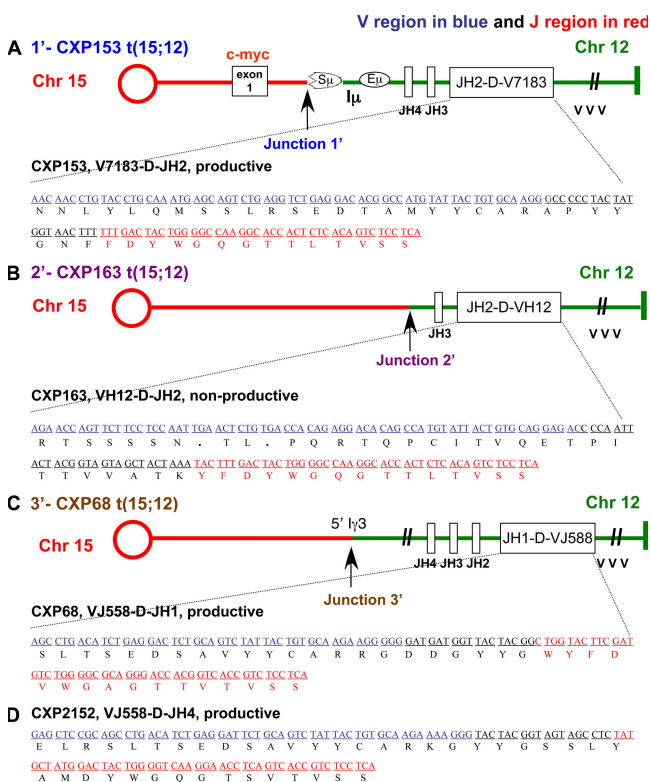 V region in blue and J region in red
A 1'- CXP153 t(15;12)
c-myc
Chr 12
Chr 15
exon 1
Sμ
Eμ
JH2-D-V7183
Iμ
JH4 JH3
V V V
Junction 1'
CXP153, V7183-D-JH2, productive
AAC AAC CTG TAC CTG CAA ATG AGC AGT CTG AGG TCT GAG GAC ACG GCC ATG TAT TAC TGT GCA AGG GCC CCC TAC TAT
N N L Y L Q M S S L R S E D T A M Y Y C A R A P Y Y
GGT AAC TTT TTT GAC TAC TGG GGC CAA GGC ACC ACT CTC ACA GTC TCC TCA
G N F F D Y W G Q G T T L T V S S
B 2'- CXP163 t(15;12)
Chr 12
Chr 15
JH2-D-VH12
JH3
V V V
Junction 2'
CXP163, VH12-D-JH2, non-productive
AGA ACC AGT TCT TCC TCC AAT TGA ACT CTG TGA CCA CAG AGG ACA CAG CCA TGT ATT ACT GTG CAG GAG ACC CCA ATT
R T S S S S N . T L . P Q R T Q P C I T V Q E T P I
ACT ACG GTA GTA GCT ACT AAA TAC TTT GAC TAC TGG GGC CAA GGC ACC ACT CTC ACA GTC TCC TCA
T T V V A T K Y F D Y W G Q G T T L T V S S
C 3'- CXP68 t(15;12)
Chr 12
5' Iγ3
Chr 15
JH1-D-VJ588
JH4 JH3 JH2
V V V
Junction 3'
CXP68, VJ558-D-JH1, productive
AGC CTG ACA TCT GAG GAC TCT GCA GTC TAT TAC TGT GCA AGA AGG GGG GAT GAT GGT TAC TAC GGC TGG TAC TTC GAT
S L T S E D S A V Y Y C A R R G D D G Y Y G W Y F D
GTC TGG GGC GCA GGG ACC ACG GTC ACC GTC TCC TCA
V W G A G T T V T V S S
D CXP2152, VJ558-D-JH4, productive
GAG CTC CGC AGC CTG ACA TCT GAG GAT TCT GCA GTC TAT TAC TGT GCA AGA AAA GGG TAC TAC GGT AGT AGC CTC TAT
E L R S L T S E D S A V Y Y C A R K G Y Y G S S L Y
GCT ATG GAC TAC TGG GGT CAA GGA ACC TCA GTC ACC GTC TCC TCA
A M D Y W G Q G T S V T V S S